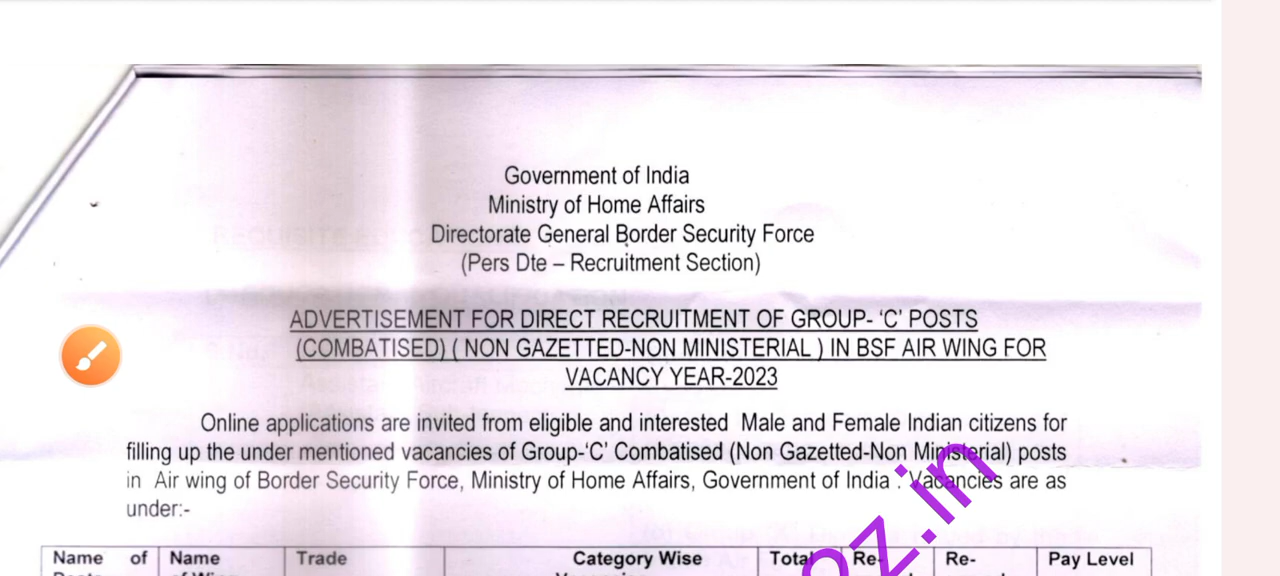 Government of India
Ministry of Home Affairs
Directorate General Border Security Force
(Pers Dte – Recruitment Section)
ADVERTISEMENT FOR DIRECT RECRUITMENT OF GROUP- ‘C’ POSTS
(COMBATISED) ( NON GAZETTED-NON MINISTERIAL ) IN BSF AIR WING FOR
VACANCY YEAR-2023
Online applications are invited from eligible and interested Male and Female Indian citizens for
filling up the under mentioned vacancies of Group-‘C’ Combatised (Non Gazetted-Non Ministerial) posts
in Air wing of Border Security Force, Ministry of Home Affairs, Government of India . Vacancies are as
under:-
Name of Name Trade Category Wise Total Re- Re- Pay Level